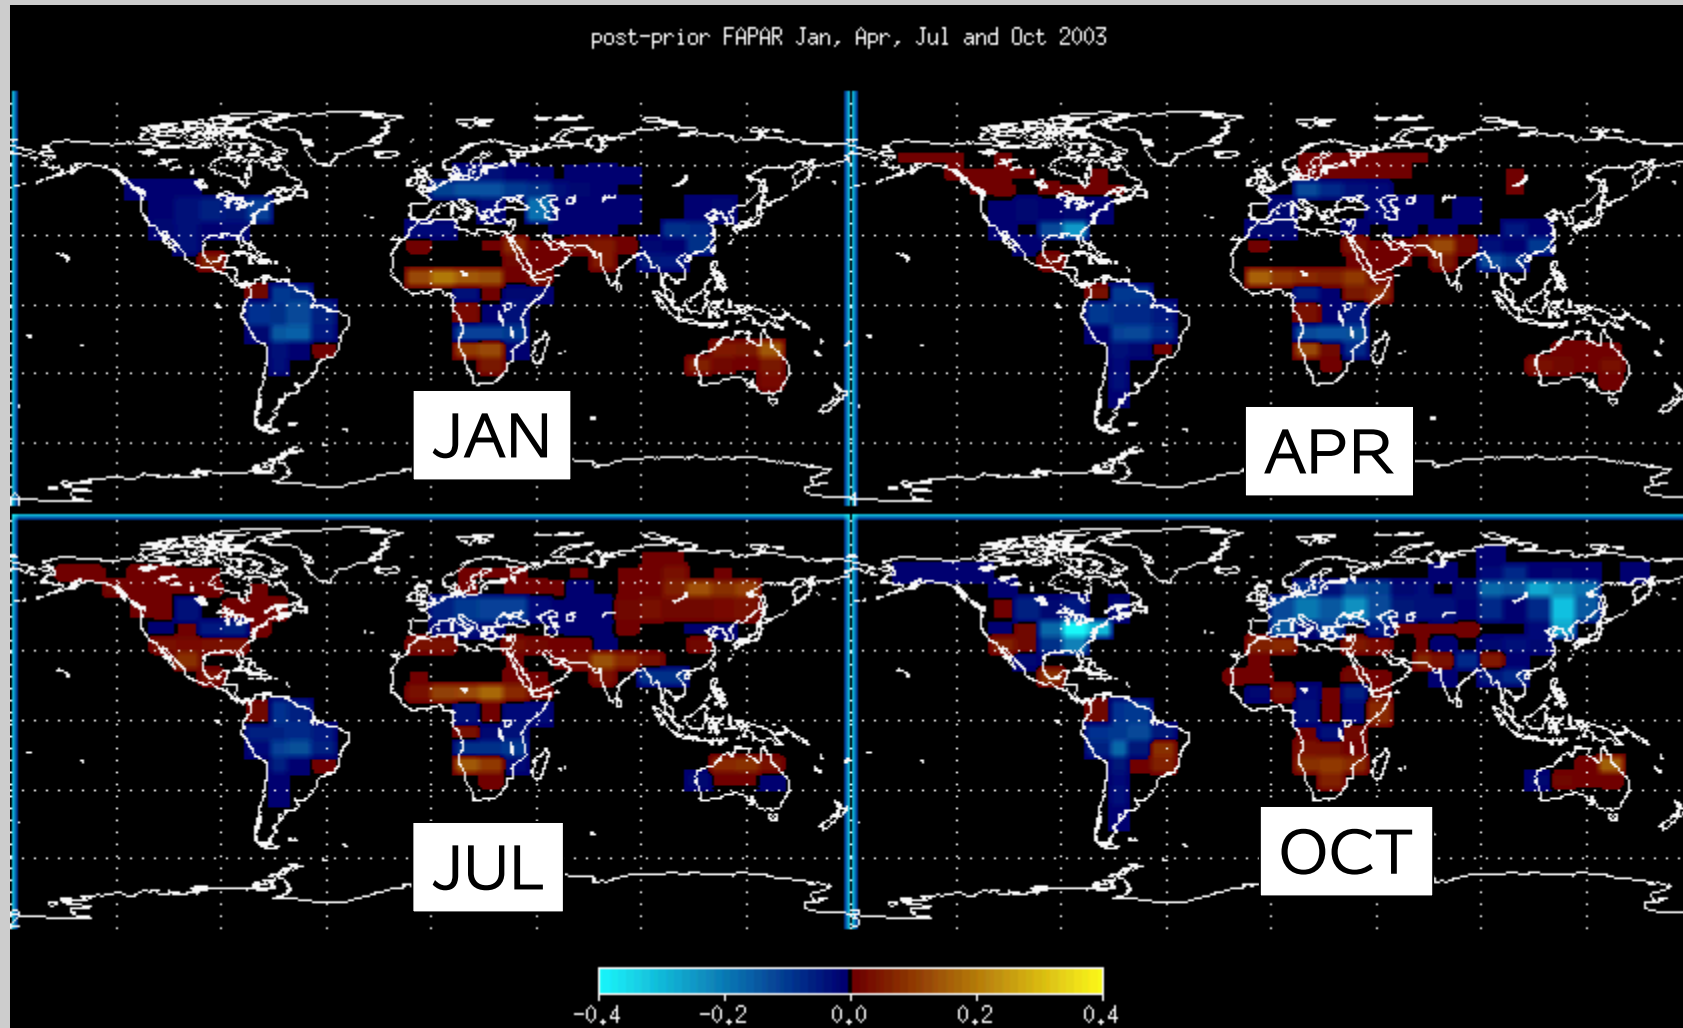 post-prior FAPAR Jan, Apr, Jul and Oct 2003
JAN
APR
JUL
OCT
-0.4 -0.2 0.0 0.2 0.4